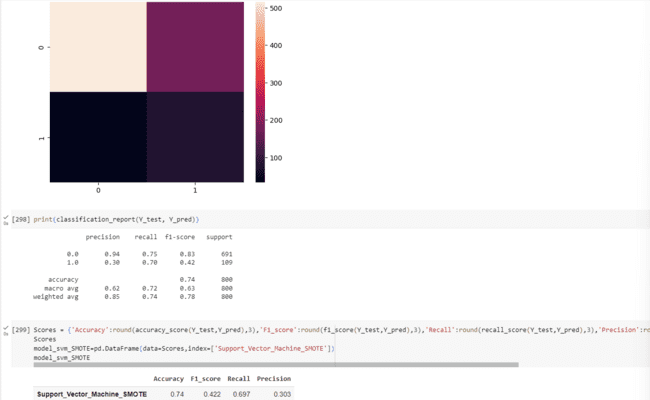 500
0
400
300
200
1
100
0 1
[298] print(classification_report(Y_test, Y_pred))
precision recall f1-score support
0.0 0.94 0.75 0.83 691
1.0 0.30 0.70 0.42 109
accuracy 0.74 800
macro avg 0.62 0.72 0.63 800
weighted avg 0.85 0.74 0.78 800
[299] Scores = {'Accuracy':round(accuracy_score(Y_test,Y_pred),3),'F1_score':round(f1_score(Y_test,Y_pred),3),'Recall':round(recall_score(Y_test,Y_pred),3),'Precision':ro
Scores
model_svm_SMOTE=pd.DataFrame(data=Scores,index=['Support_Vector_Machine_SMOTE'])
model_svm_SMOTE
Accuracy F1_score Recall Precision
Support_Vector_Machine_SMOTE 0.74 0.422 0.697 0.303